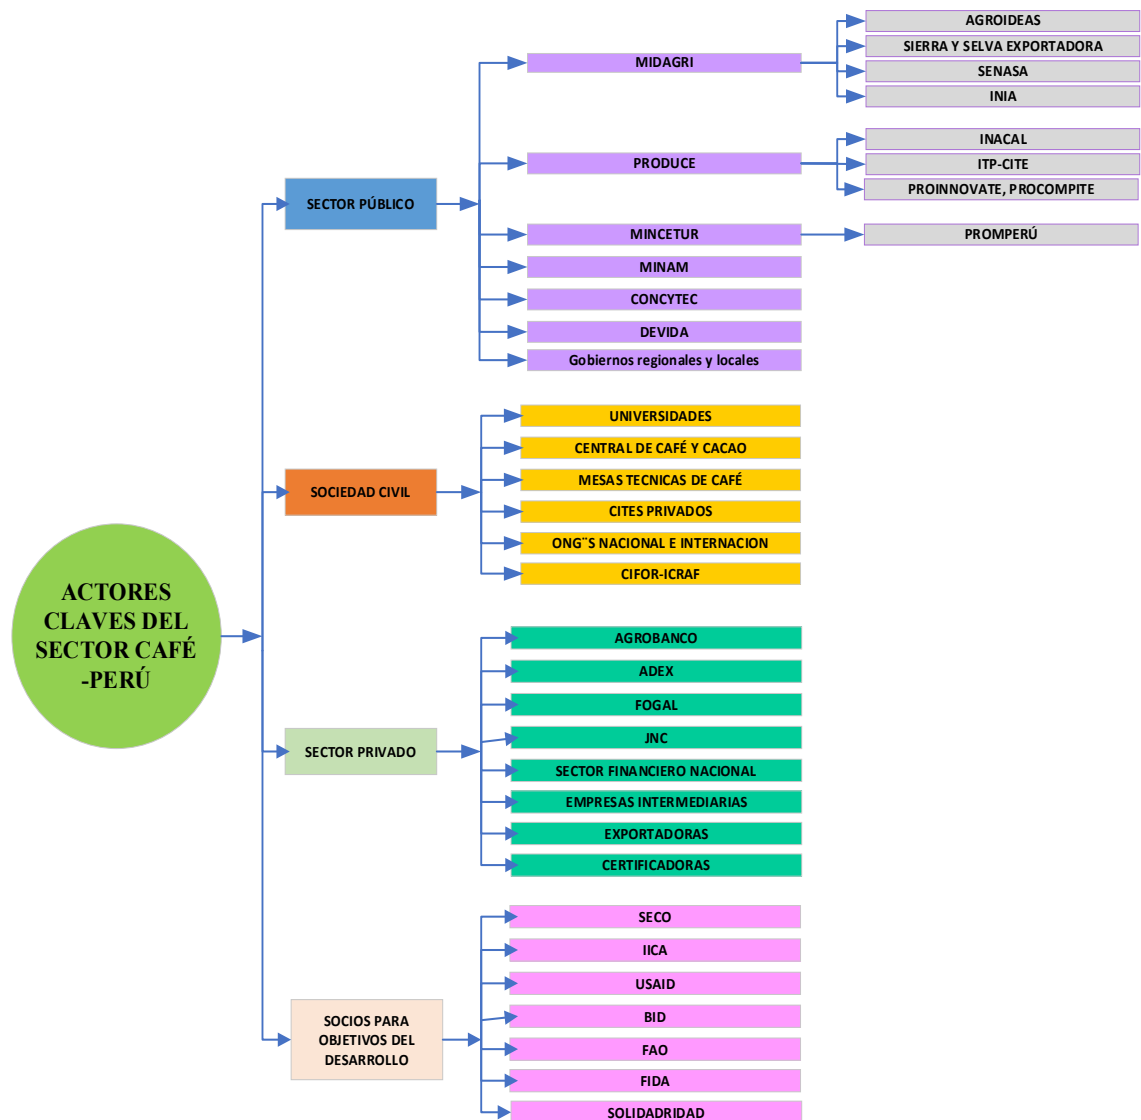 ACTORES
CLAVES DEL
SECTOR CAFÉ
-PERÚ
SECTOR PÚBLICO
MIDAGRI
AGROIDEAS
SIERRA Y SELVA EXPORTADORA
SENASA
INIA
PRODUCE
INACAL
ITP-CITE
PROINNOVATE, PROCOMPITE
MINCETUR
PROMPERÚ
MINAM
CONCYTEC
DEVIDA
Gobiernos regionales y locales
SOCIEDAD CIVIL
UNIVERSIDADES
CENTRAL DE CAFÉ Y CACAO
MESAS TECNICAS DE CAFÉ
CITES PRIVADOS
ONG¨S NACIONAL E INTERNACION
CIFOR-ICRAF
SECTOR PRIVADO
AGROBANCO
ADEX
FOGAL
JNC
SECTOR FINANCIERO NACIONAL
EMPRESAS INTERMEDIARIAS
EXPORTADORAS
CERTIFICADORAS
SOCIOS PARA
OBJETIVOS DEL
DESARROLLO
SECO
IICA
USAID
BID
FAO
FIDA
SOLIDADRIDAD